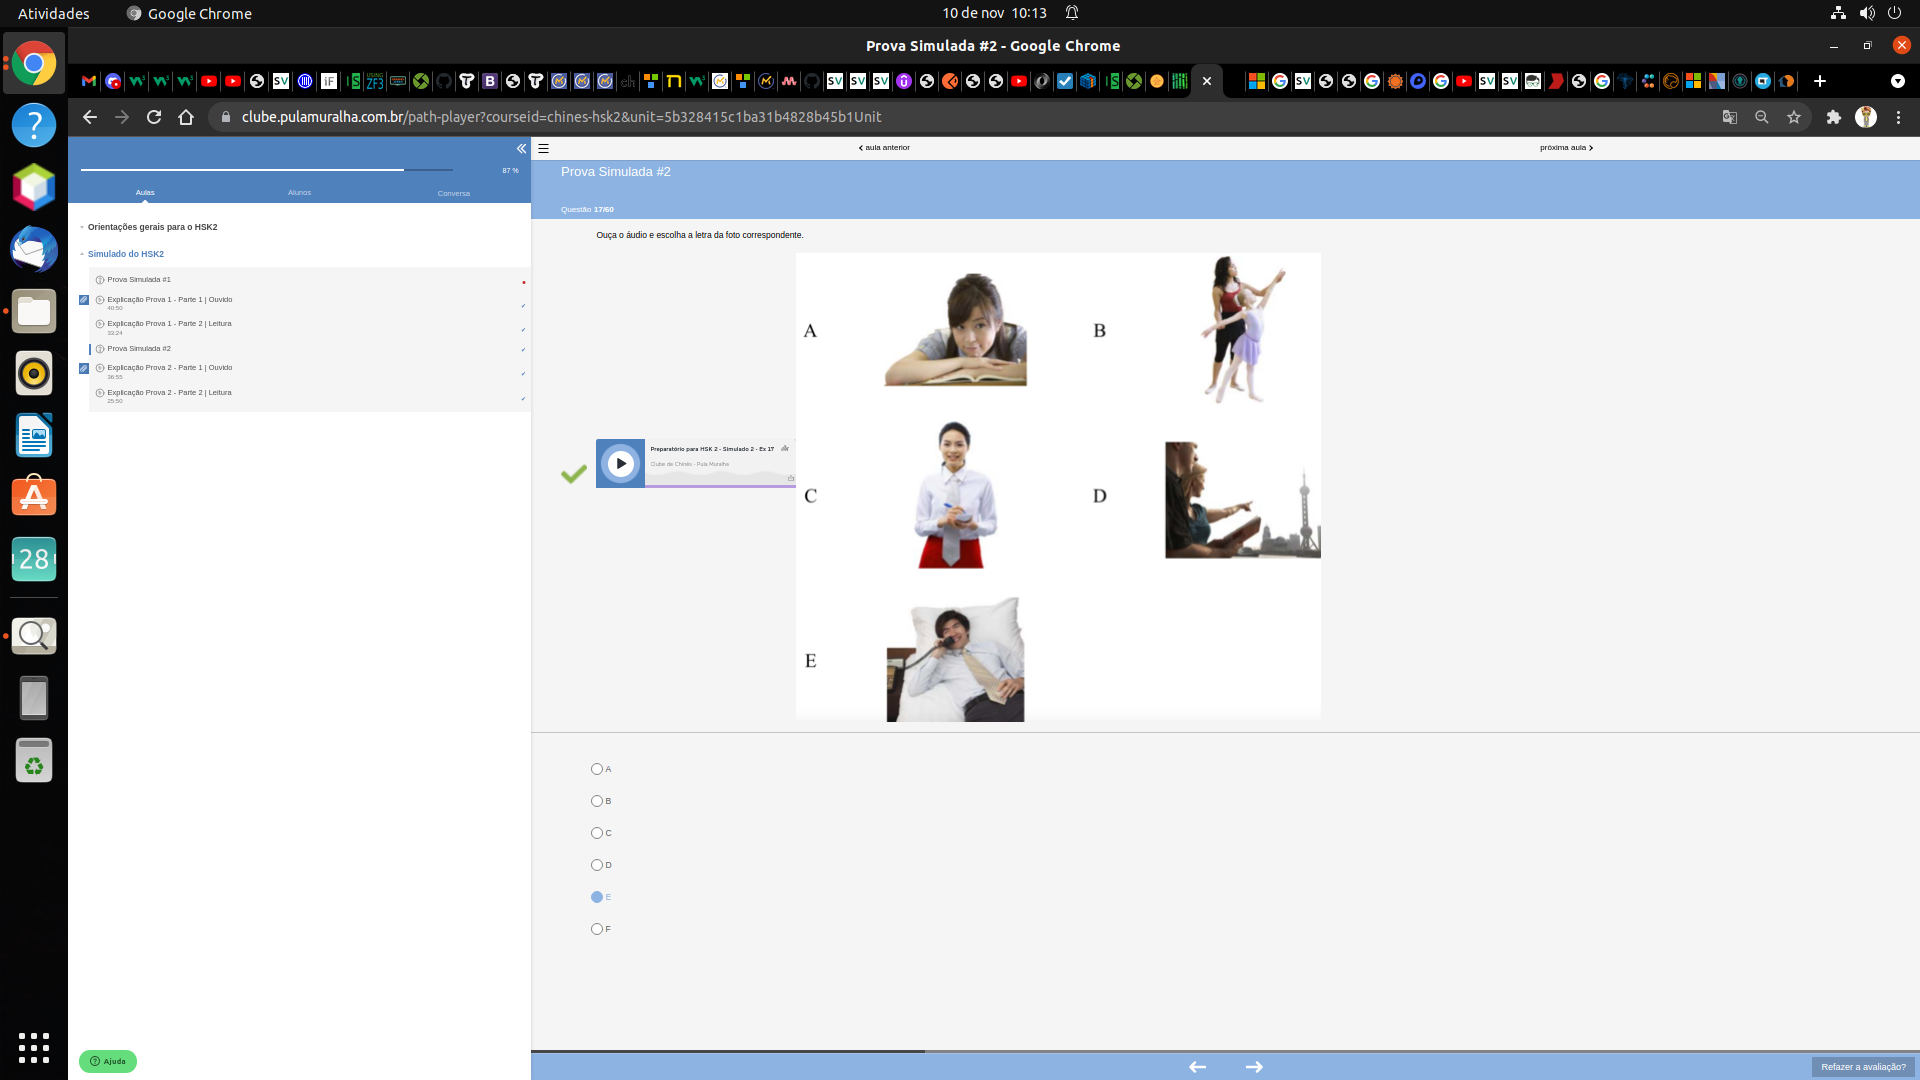 Atividades
Google Chrome
10 de nov 10:13
Prova Simulada #2 - Google Chrome
clube.pulamuralha.com.br/path-player?courseid=chines-hsk2&unit=5b328415c1ba31b4828b45b1Unit
87 %
Aulas
Alunos
Conversa
Orientações gerais para o HSK2
Simulado do HSK2
Prova Simulada #1
Explicação Prova 1 - Parte 1 | Ouvido
40:50
Explicação Prova 1 - Parte 2 | Leitura
33:24
Prova Simulada #2
Explicação Prova 2 - Parte 1 | Ouvido
36:55
Explicação Prova 2 - Parte 2 | Leitura
25:50
Ajuda
aula anterior
próxima aula
Prova Simulada #2
Questão 17/60
Ouça o áudio e escolha a letra da foto correspondente.
Preparatório para HSK 2 - Simulado 2 - Ex 17
Clube de Chinês - Pula Muralha
A
B
C
D
E
A
B
C
D
E
F
Refazer a avaliação?
28